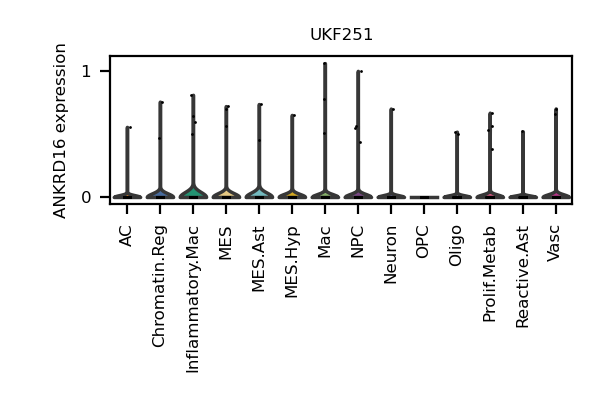 UKF251
ANKRD16 expression
1
0
AC
Chromatin.Reg
Inflammatory.Mac
MES
MES.Ast
MES.Hyp
Mac
NPC
Neuron
OPC
Oligo
Prolif.Metab
Reactive.Ast
Vasc